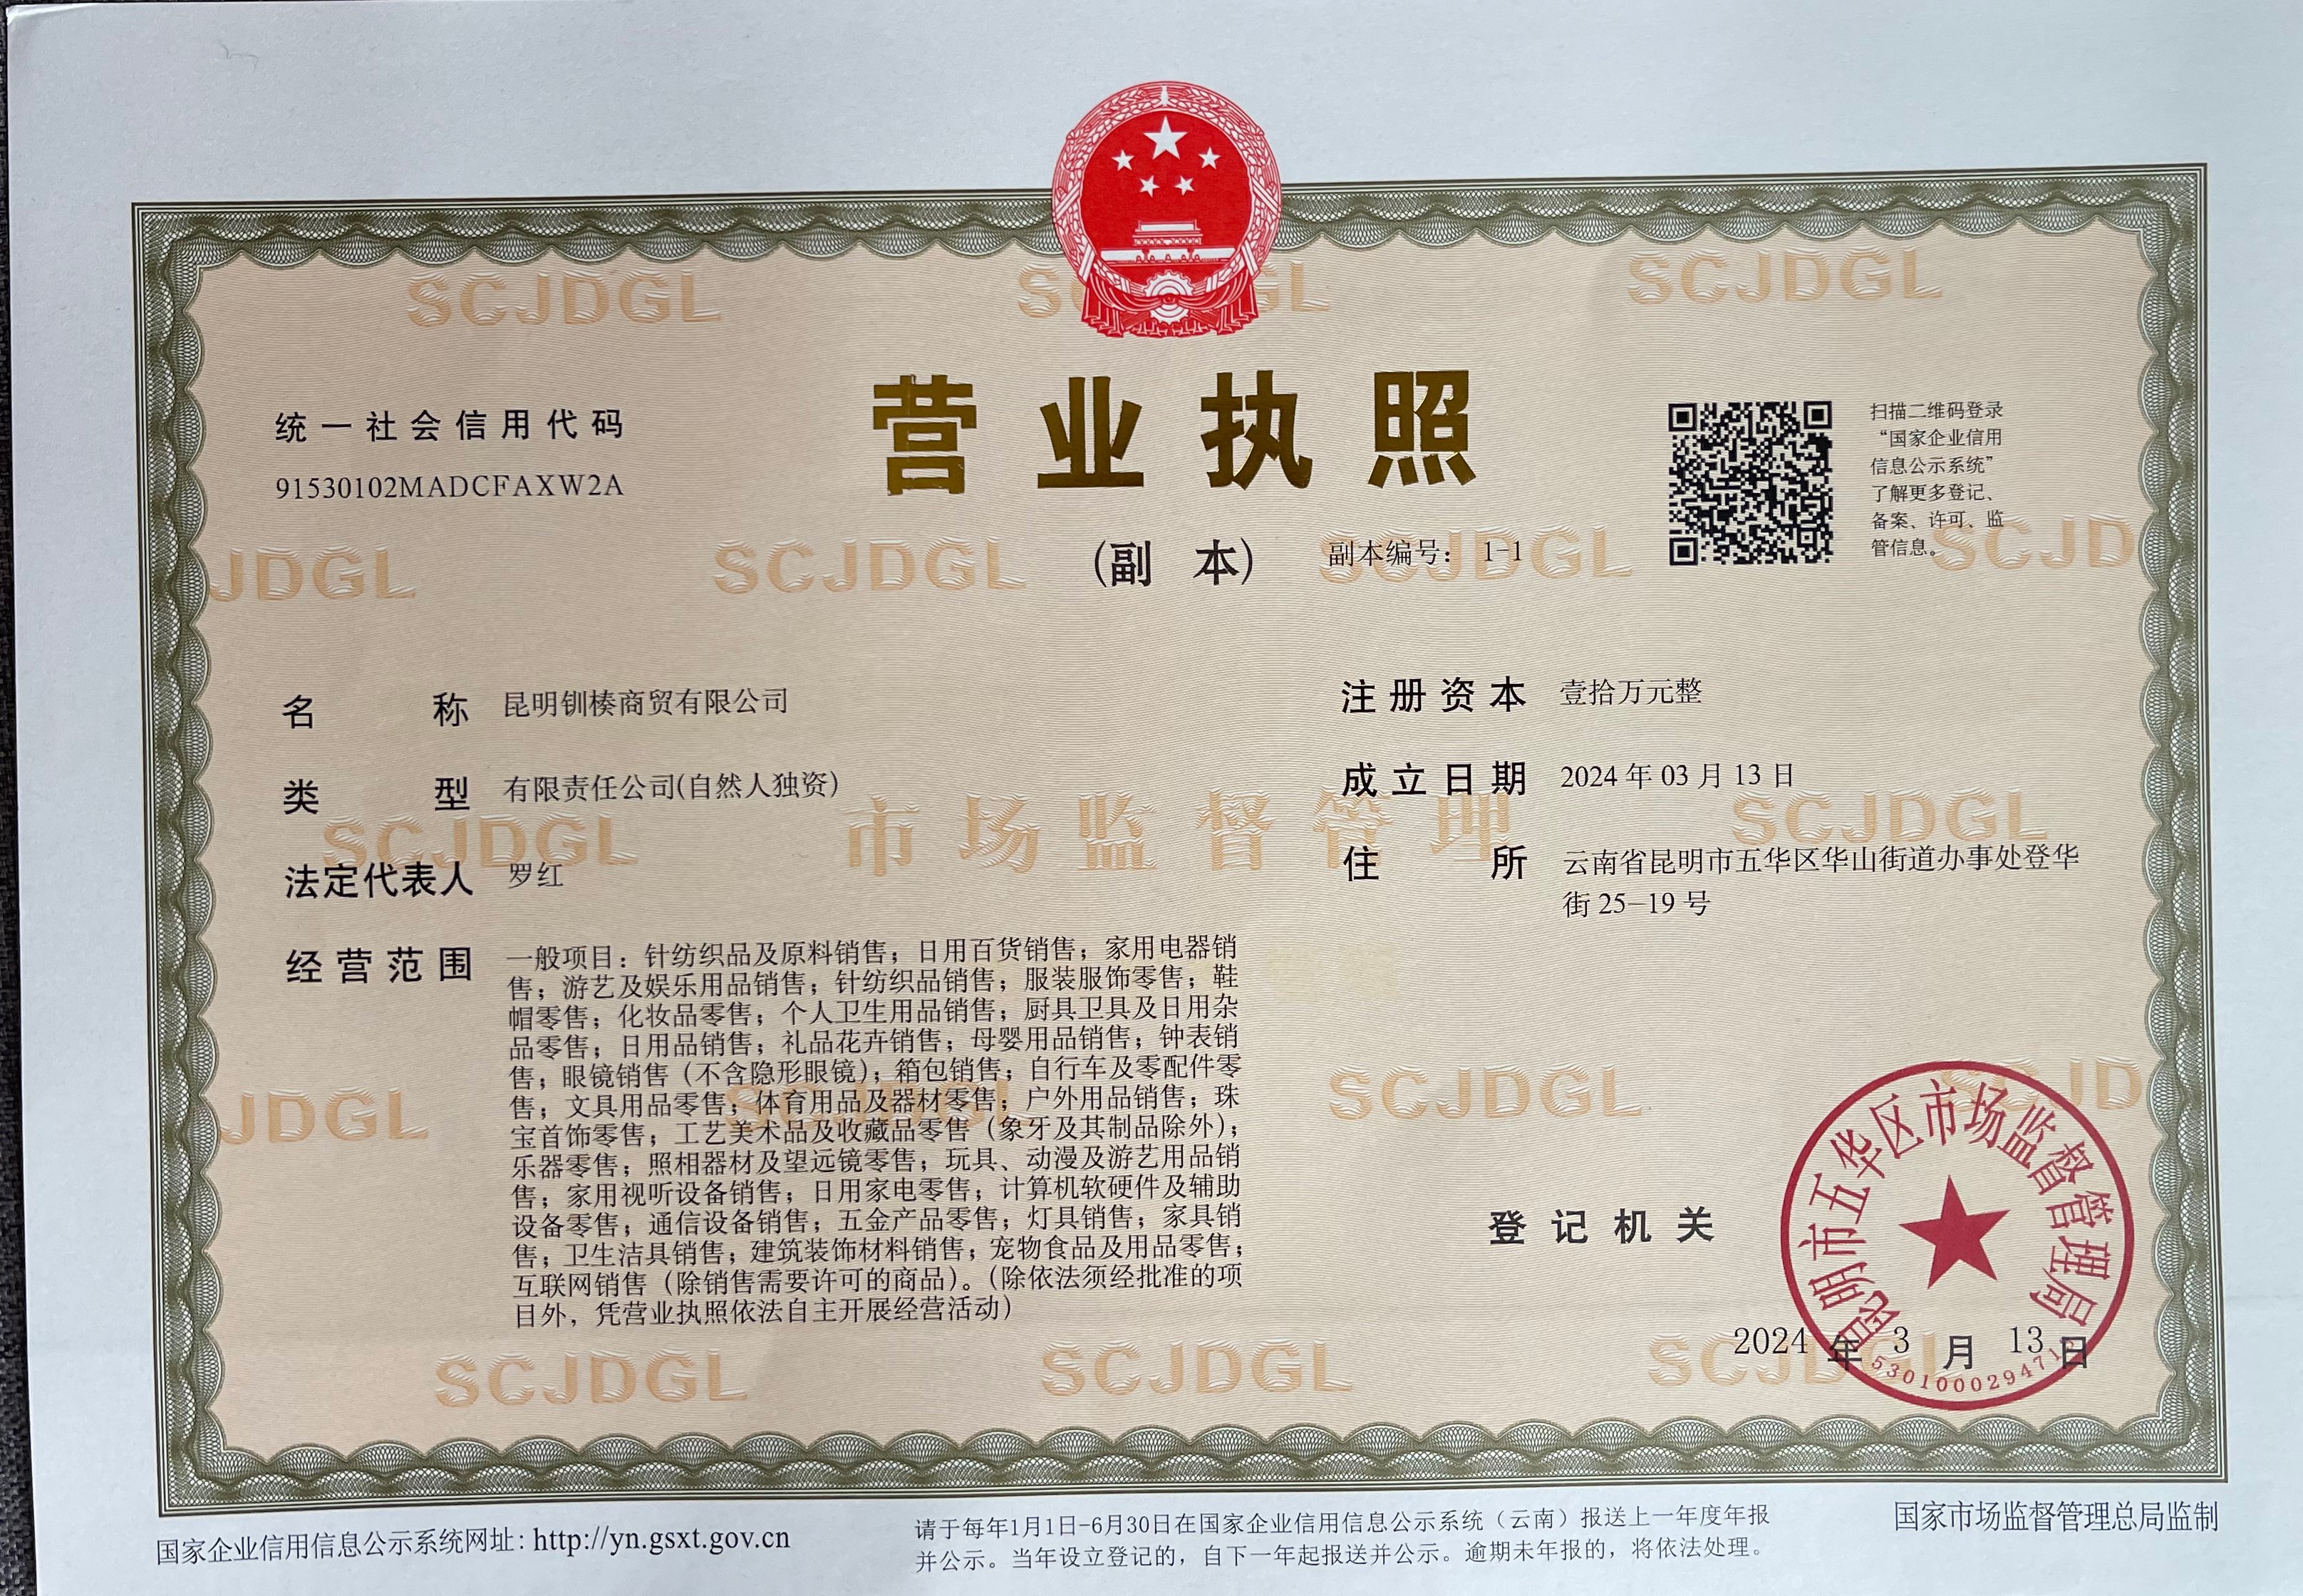 统一社会信用代码
91530102MADCFAXW2A
营业执照
(副 本)
副本编号： 1-1
扫描二维码登录
“国家企业信用
信息公示系统”
了解更多登记、
备案、许可、监
管信息。
名 称 昆明钏楱商贸有限公司
类 型 有限责任公司(自然人独资)
法定代表人 罗红
经营范围 一般项目：针纺织品及原料销售；日用百货销售；家用电器销
售；游艺及娱乐用品销售；针纺织品销售；服装服饰零售；鞋
帽零售；化妆品零售；个人卫生用品销售；厨具卫具及日用杂
品零售；日用品销售；礼品花卉销售；母婴用品销售；钟表销
售；眼镜销售（不含隐形眼镜）；箱包销售；自行车及零配件零
售；文具用品零售；体育用品及器材零售；户外用品销售；珠
宝首饰零售；工艺美术品及收藏品零售（象牙及其制品除外）；
乐器零售；照相器材及望远镜零售；玩具、动漫及游艺用品销
售；家用视听设备销售；日用家电零售；计算机软硬件及辅助
设备零售；通信设备销售；五金产品零售；灯具销售；家具销
售；卫生洁具销售；建筑装饰材料销售；宠物食品及用品零售；
互联网销售（除销售需要许可的商品）。（除依法须经批准的项
目外，凭营业执照依法自主开展经营活动）
注册资本 壹拾万元整
成立日期 2024 年 03 月 13 日
住 所 云南省昆明市五华区华山街道办事处登华
街 25-19 号
登记机关
昆明市五华区市场监督管理局
2024 年 3 月 13 日
SCJDGL
SCJDGL
JDGL
SCJDGL
SCJDGL
SCJD
SCJDGL
市场监督管理
SCJDGL
JDGL
SCJDGL
SCJDGL
SCJDGL
国家企业信用信息公示系统网址: http://yn.gsxt.gov.cn
请于每年1月1日-6月30日在国家企业信用信息公示系统（云南）报送上一年度年报
并公示。当年设立登记的，自下一年起报送并公示。逾期未年报的，将依法处理。
国家市场监督管理总局监制